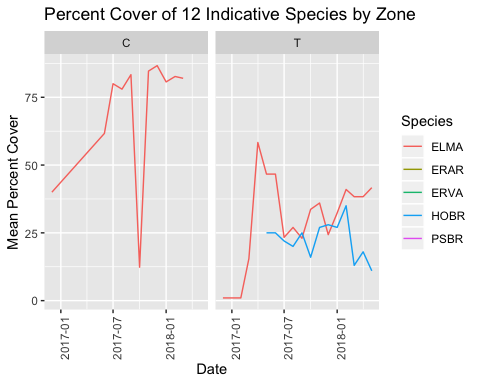 Percent Cover of 12 Indicative Species by Zone
C
T
Mean Percent Cover
75
50
25
0
2017-01
2017-07
2018-01
2017-01
2017-07
2018-01
Date
Species
ELMA
ERAR
ERVA
HOBR
PSBR